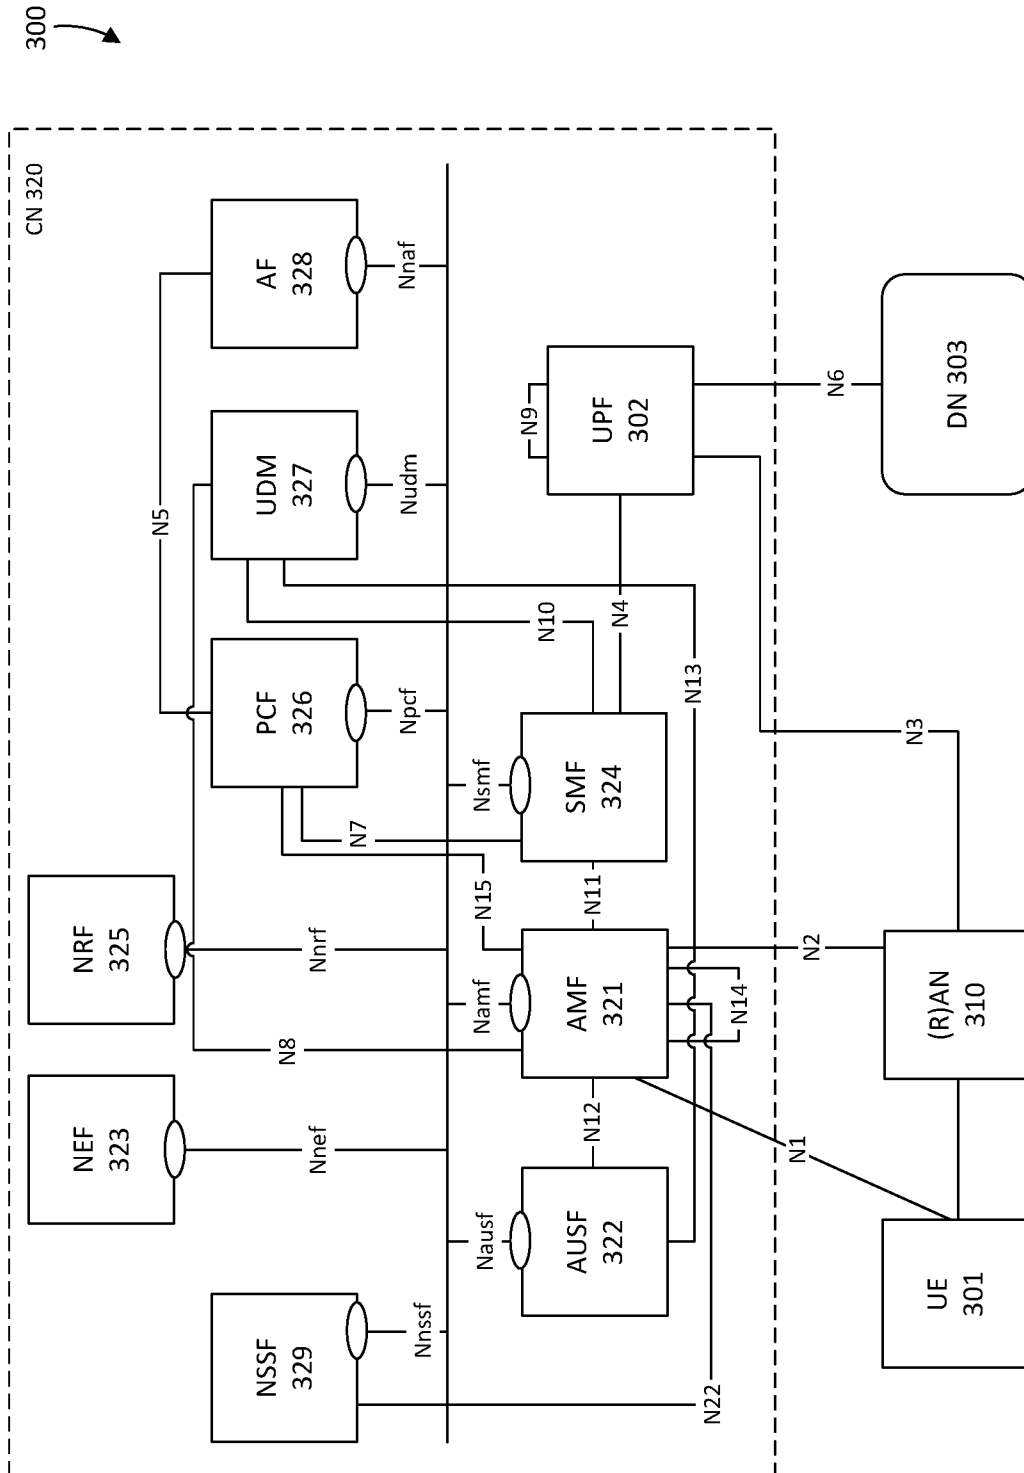 300
CN 320
NSSF
329
NEF
323
NRF
325
PCF
326
UDM
327
AF
328
N5
N8
N7
N15
N10
Nnssf
Nnef
Nnrf
Npcf
Nudm
Nnaf
Nausf
Namf
Nsmf
AUSF
322
N12
AMF
321
N11
SMF
324
N4
UPF
302
N9
N13
N14
N22
N1
N2
N3
N6
UE
301
(R)AN
310
DN 303